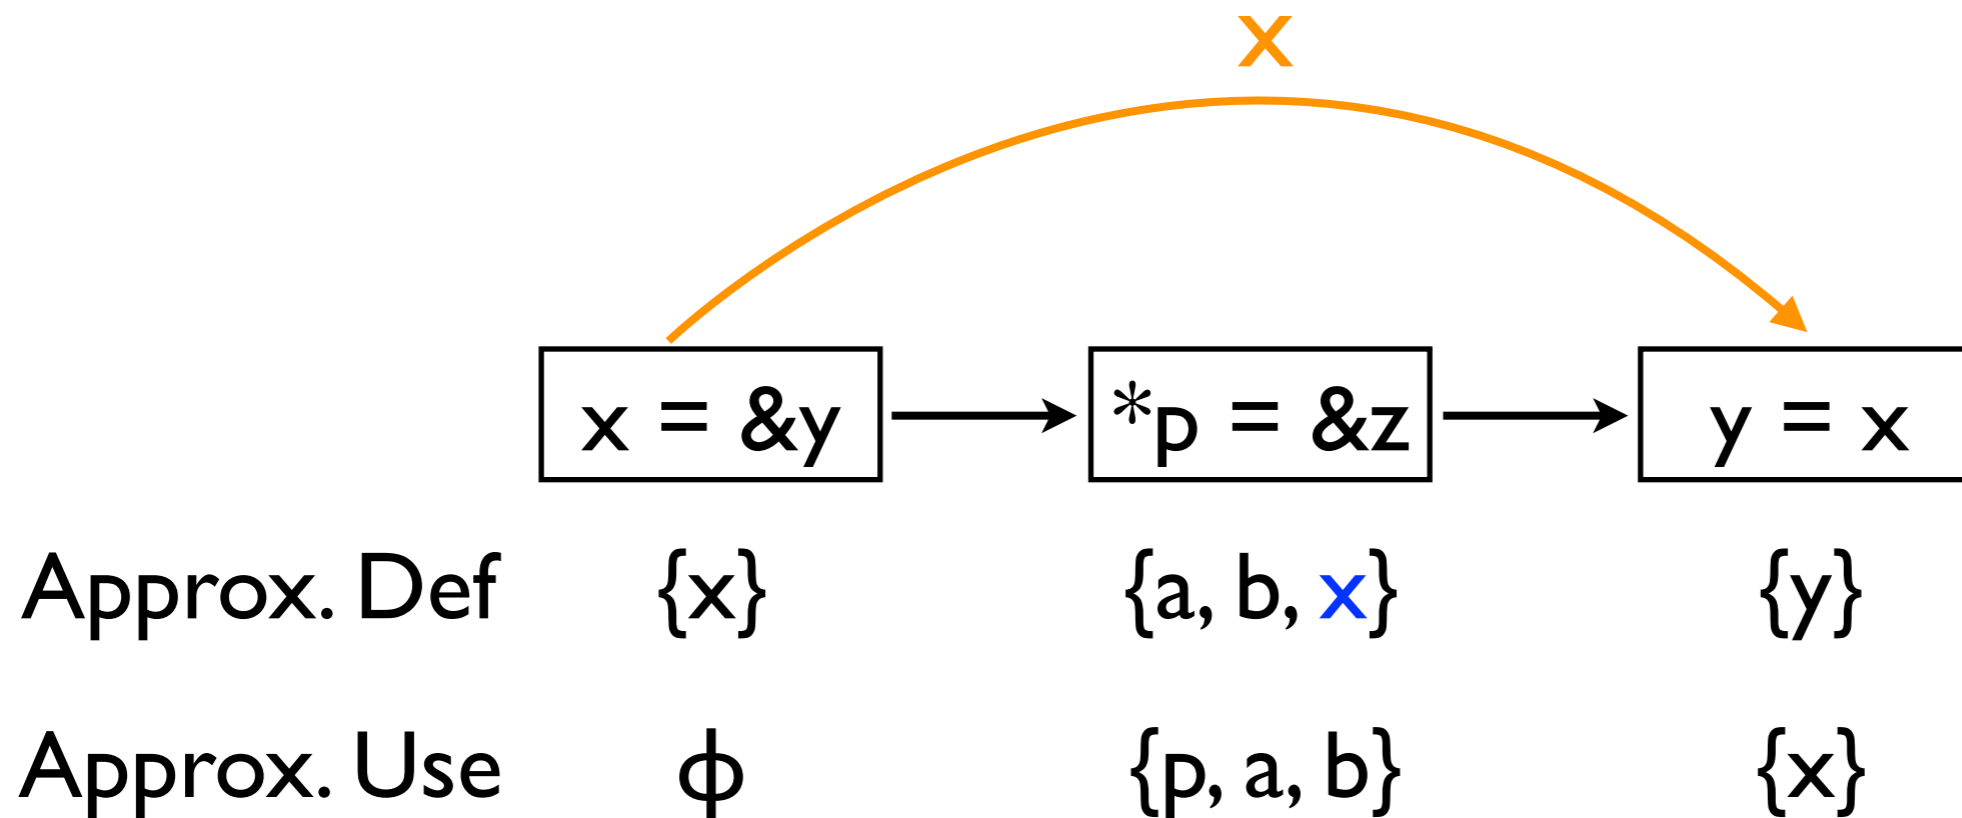 x
x = &y *p = &z y = x
Approx. Def {x} {a, b, x} {y}
Approx. Use ϕ {p, a, b} {x}